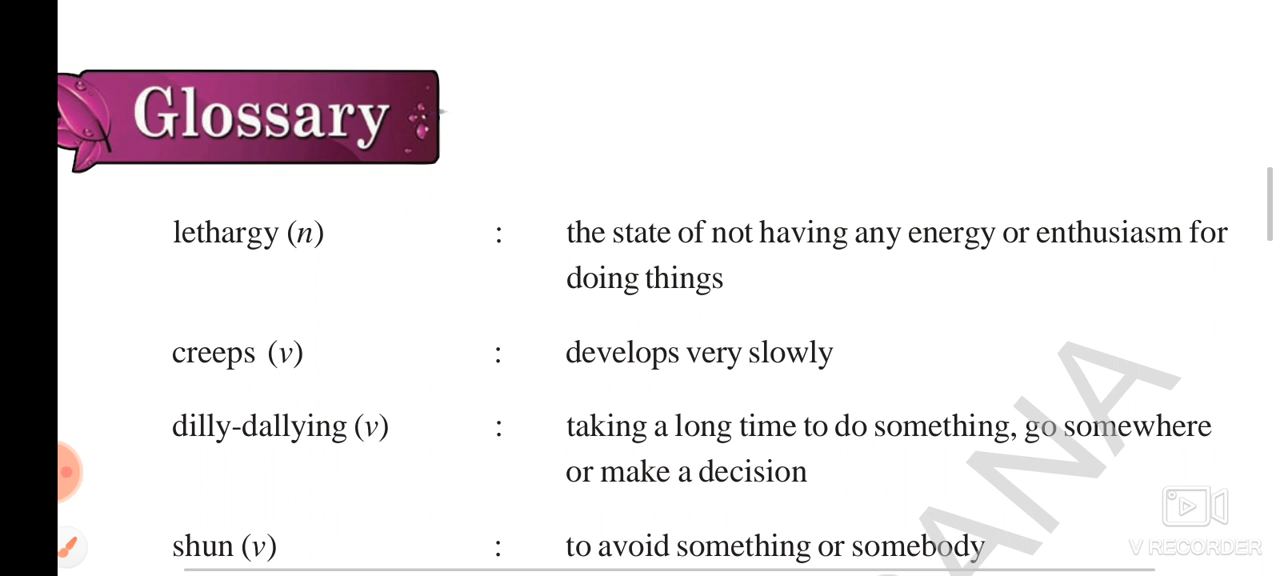 Glossary
lethargy (n) : the state of not having any energy or enthusiasm for
doing things
creeps (v) : develops very slowly
dilly-dallying (v) : taking a long time to do something, go somewhere
or make a decision
shun (v) : to avoid something or somebody
ANA
V RECORDER